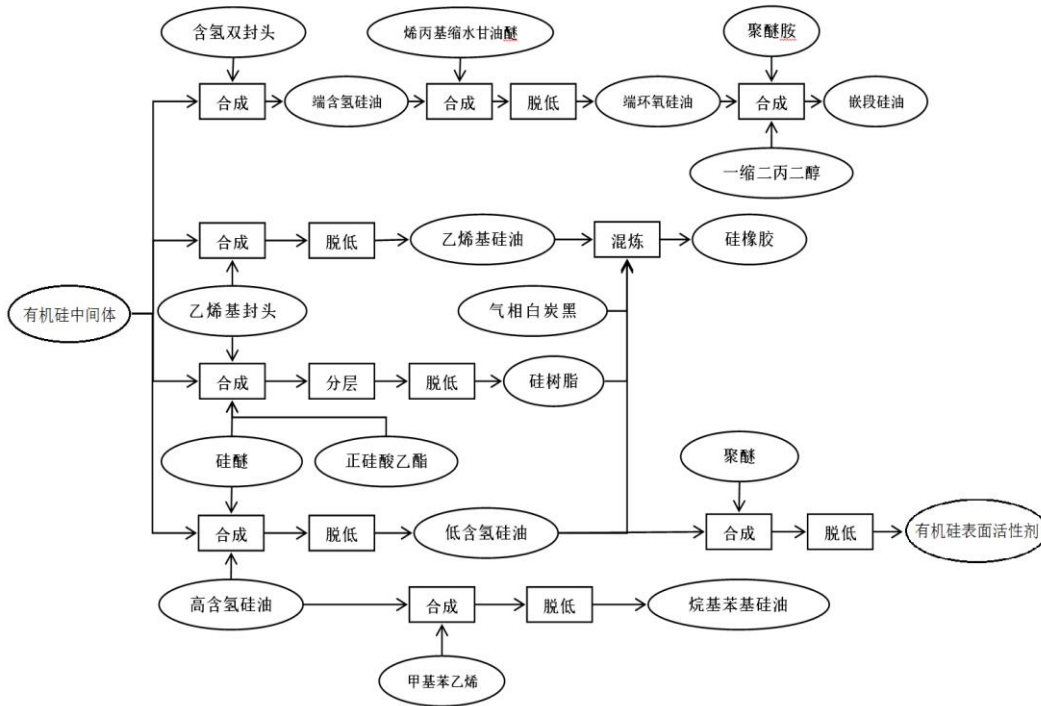 含氢双封头
烯丙基缩水甘油醚
聚醚胺
合成
端含氢硅油
合成
脱低
端环氧硅油
合成
嵌段硅油
一缩二丙二醇
合成
脱低
乙烯基硅油
混炼
硅橡胶
有机硅中间体
乙烯基封头
气相白炭黑
合成
分层
脱低
硅树脂
硅醚
正硅酸乙酯
聚醚
合成
脱低
低含氢硅油
合成
脱低
有机硅表面活性剂
高含氢硅油
合成
脱低
烷基苯基硅油
甲基苯乙烯